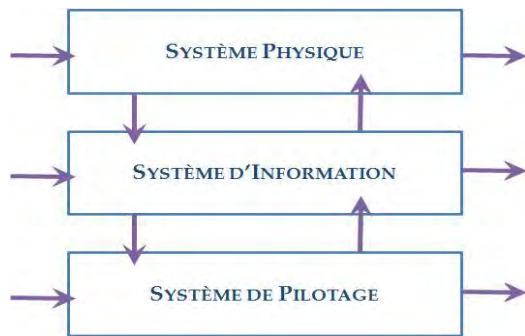 SYSTÈME PHYSIQUE
SYSTÈME D'INFORMATION
SYSTÈME DE PILOTAGE